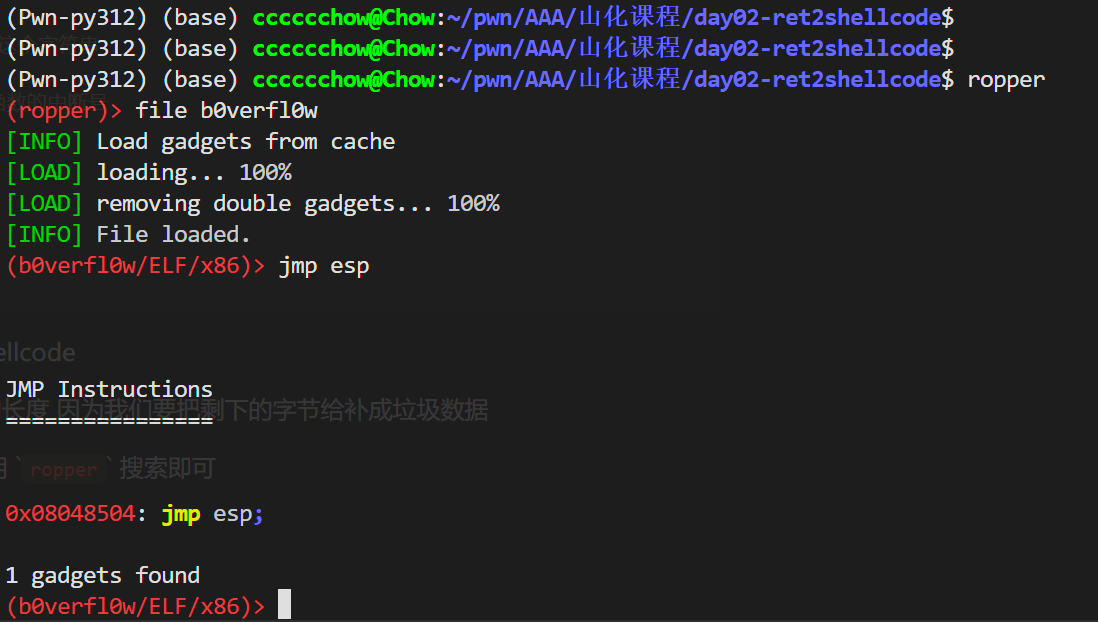 (Pwn-py312) (base) ccccccchow@Chow:~/pwn/AAA/山化课程/day02-ret2shellcode$
(Pwn-py312) (base) ccccccchow@Chow:~/pwn/AAA/山化课程/day02-ret2shellcode$
(Pwn-py312) (base) ccccccchow@Chow:~/pwn/AAA/山化课程/day02-ret2shellcode$ ropper
(ropper)> file b0verfl0w
[INFO] Load gadgets from cache
[LOAD] loading... 100%
[LOAD] removing double gadgets... 100%
[INFO] File loaded.
(b0verfl0w/ELF/x86)> jmp esp
ellcode
JMP Instructions
长度,因为我们要把剩下的字节给补成垃圾数据
================
用 `ropper` 搜索即可
0x08048504: jmp esp;
1 gadgets found
(b0verfl0w/ELF/x86)>